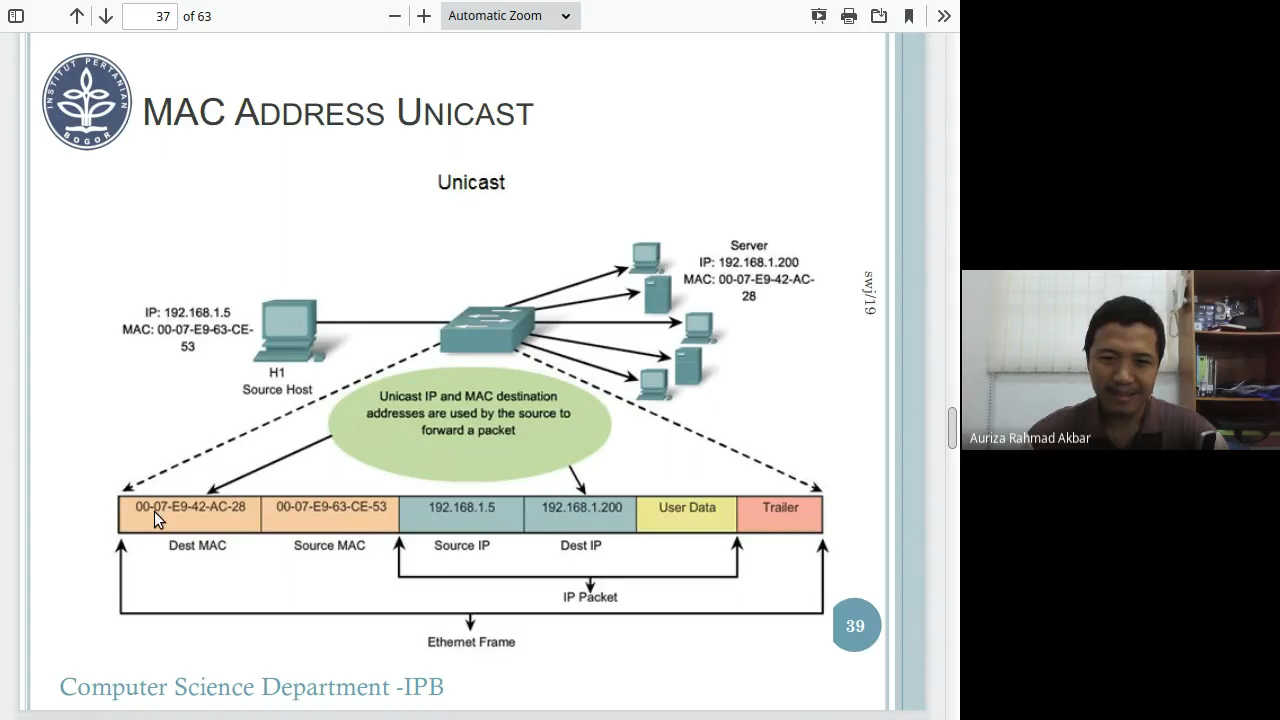 37 of 63
Automatic Zoom
INSTITUT PERTANIAN
BOGOR
MAC ADDRESS UNICAST
Unicast
Server
IP: 192.168.1.200
MAC: 00-07-E9-42-AC-
28
swj/19
IP: 192.168.1.5
MAC: 00-07-E9-63-CE-
53
H1
Source Host
Unicast IP and MAC destination
addresses are used by the source to
forward a packet
00-07-E9-42-AC-28 00-07-E9-63-CE-53 192.168.1.5 192.168.1.200 User Data Trailer
Dest MAC Source MAC Source IP Dest IP
IP Packet
Ethernet Frame
39
Computer Science Department -IPB
Auriza Rahmad Akbar